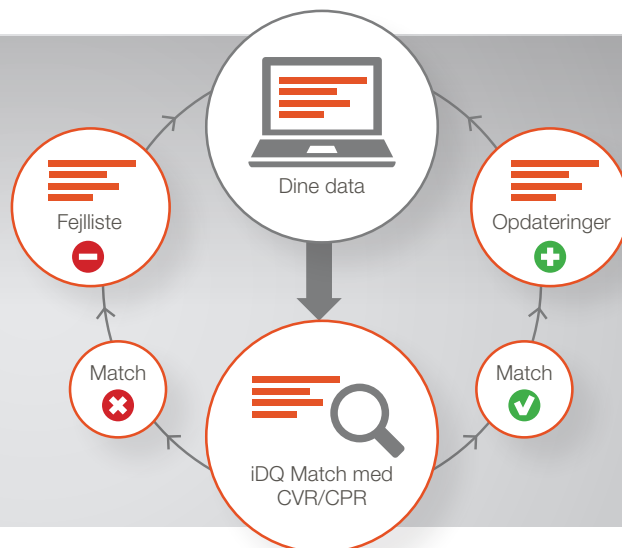 Dine data
Fejlliste
Opdateringer
Match
Match
iDQ Match med
CVR/CPR